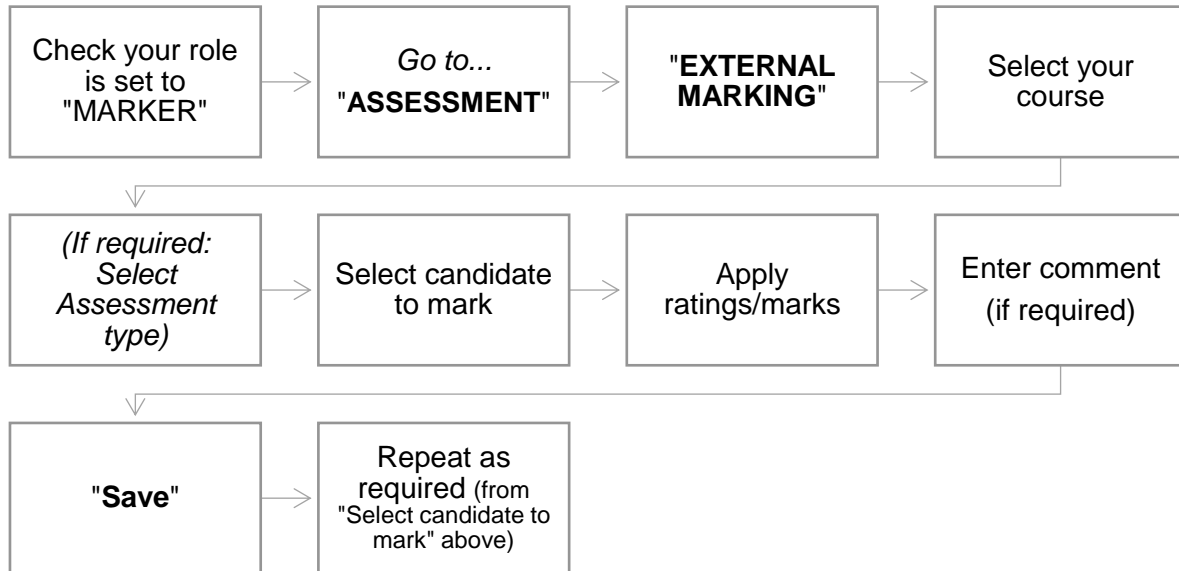 Check your role
is set to
"MARKER"
Go to...
"ASSESSMENT"
"EXTERNAL
MARKING"
Select your
course
(If required:
Select
Assessment
type)
Select candidate
to mark
Apply
ratings/marks
Enter comment
(if required)
"Save"
Repeat as
required (from
"Select candidate to
mark" above)